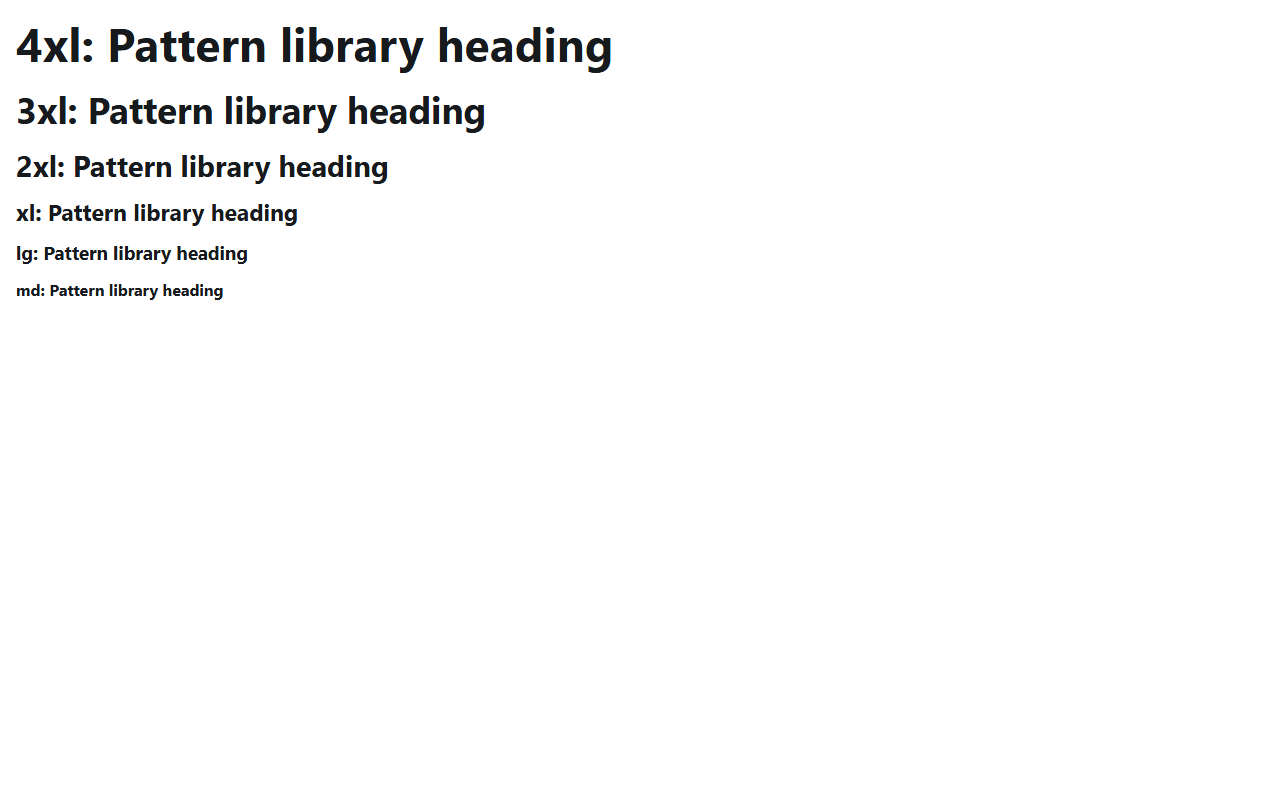 4xl: Pattern library heading
3xl: Pattern library heading
2xl: Pattern library heading
xl: Pattern library heading
lg: Pattern library heading
md: Pattern library heading